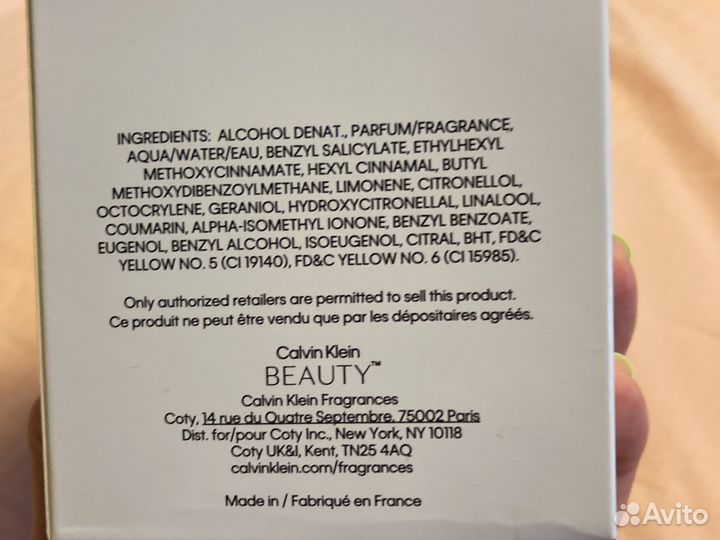 INGREDIENTS: ALCOHOL DENAT., PARFUM/FRAGRANCE,
AQUA/WATER/EAU, BENZYL SALICYLATE, ETHYLHEXYL
METHOXYCINNAMATE, HEXYL CINNAMAL, BUTYL
METHOXYDIBENZOYLMETHANE, LIMONENE, CITRONELLOL,
OCTOCRYLENE, GERANIOL, HYDROXYCITRONELLAL, LINALOOL,
COUMARIN, ALPHA-ISOMETHYL IONONE, BENZYL BENZOATE,
EUGENOL, BENZYL ALCOHOL, ISOEUGENOL, CITRAL, BHT, FD&C
YELLOW NO. 5 (CI 19140), FD&C YELLOW NO. 6 (CI 15985).
Only authorized retailers are permitted to sell this product.
Ce produit ne peut être vendu que par les dépositaires agréés.
Calvin Klein
BEAUTY™
Calvin Klein Fragrances
Coty, 14 rue du Quatre Septembre, 75002 Paris
Dist. for/pour Coty Inc., New York, NY 10118
Coty UK&I, Kent, TN25 4AQ
calvinklein.com/fragrances
Made in / Fabriqué en France
Avito